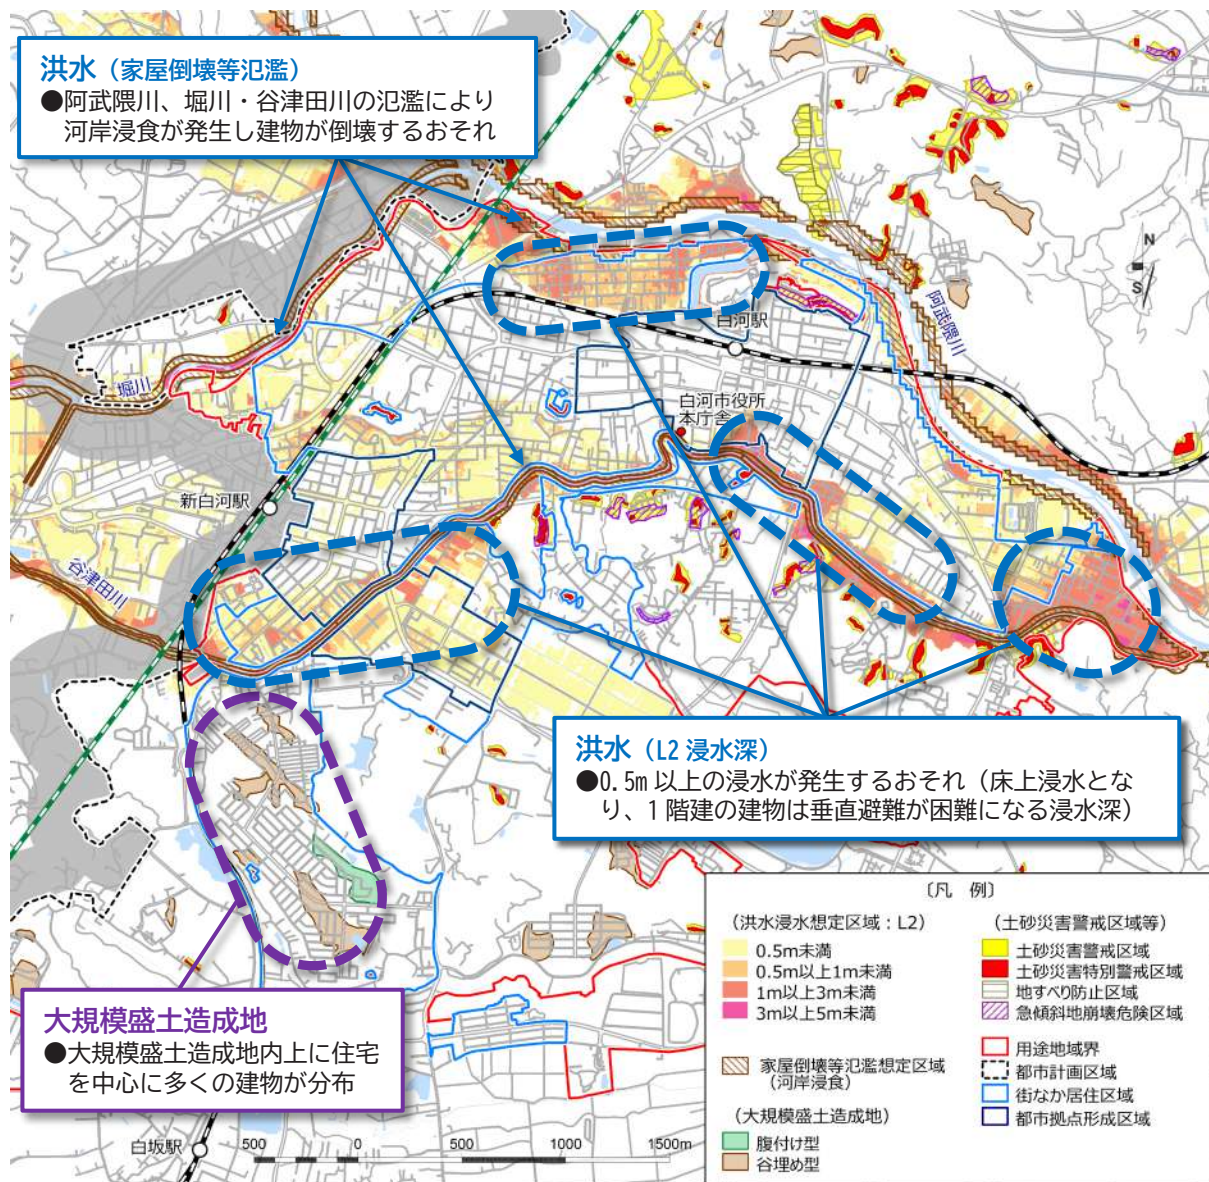 洪水（家屋倒壊等氾濫）
●阿武隈川、堀川・谷津田川の氾濫により
河岸浸食が発生し建物が倒壊するおそれ
N
S
阿武隈川
白河駅
堀川
白河市役所
本庁舎
新白河駅
谷津田川
洪水（L2 浸水深）
●0.5m 以上の浸水が発生するおそれ（床上浸水とな
り、1 階建の建物は垂直避難が困難になる浸水深）
大規模盛土造成地
●大規模盛土造成地内上に住宅
を中心に多くの建物が分布
白坂駅
500 0 500 1000 1500m
〔凡 例〕
（洪水浸水想定区域：L2）
0.5m未満
0.5m以上1m未満
1m以上3m未満
3m以上5m未満
家屋倒壊等氾濫想定区域
（河岸浸食）
（大規模盛土造成地）
腹付け型
谷埋め型
（土砂災害警戒区域等）
土砂災害警戒区域
土砂災害特別警戒区域
地すべり防止区域
急傾斜地崩壊危険区域
用途地域界
都市計画区域
街なか居住区域
都市拠点形成区域